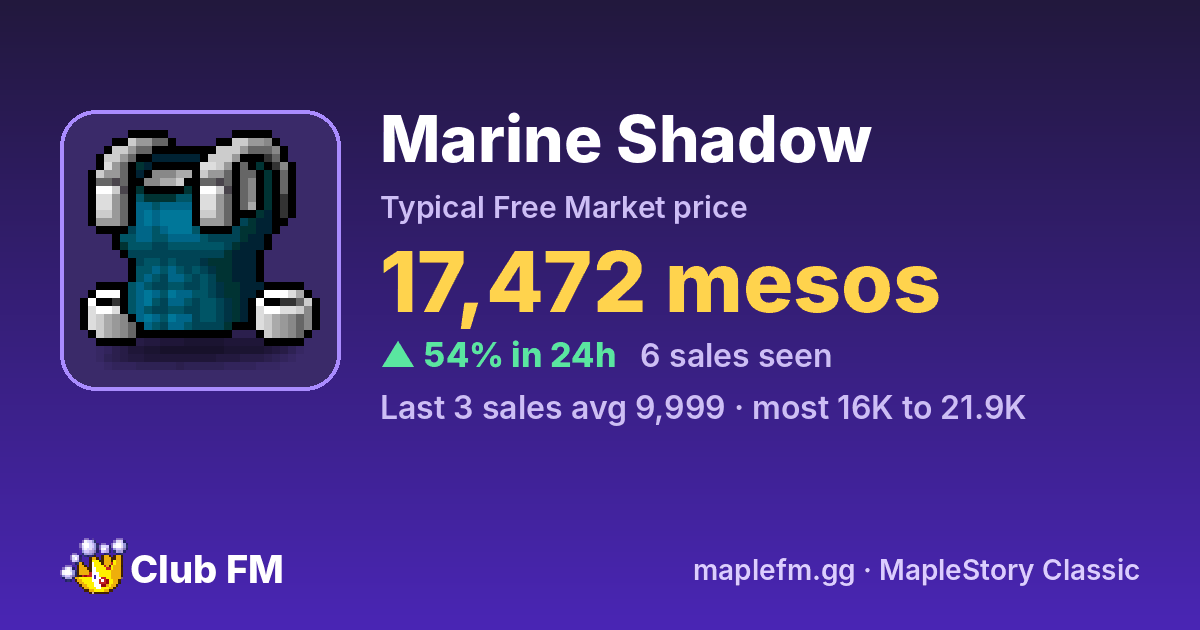 Marine Shadow
Typical Free Market price
17,472 mesos
▲ 54% in 24h 6 sales seen
Last 3 sales avg 9,999 · most 16K to 21.9K
Club FM
maplefm.gg · MapleStory Classic